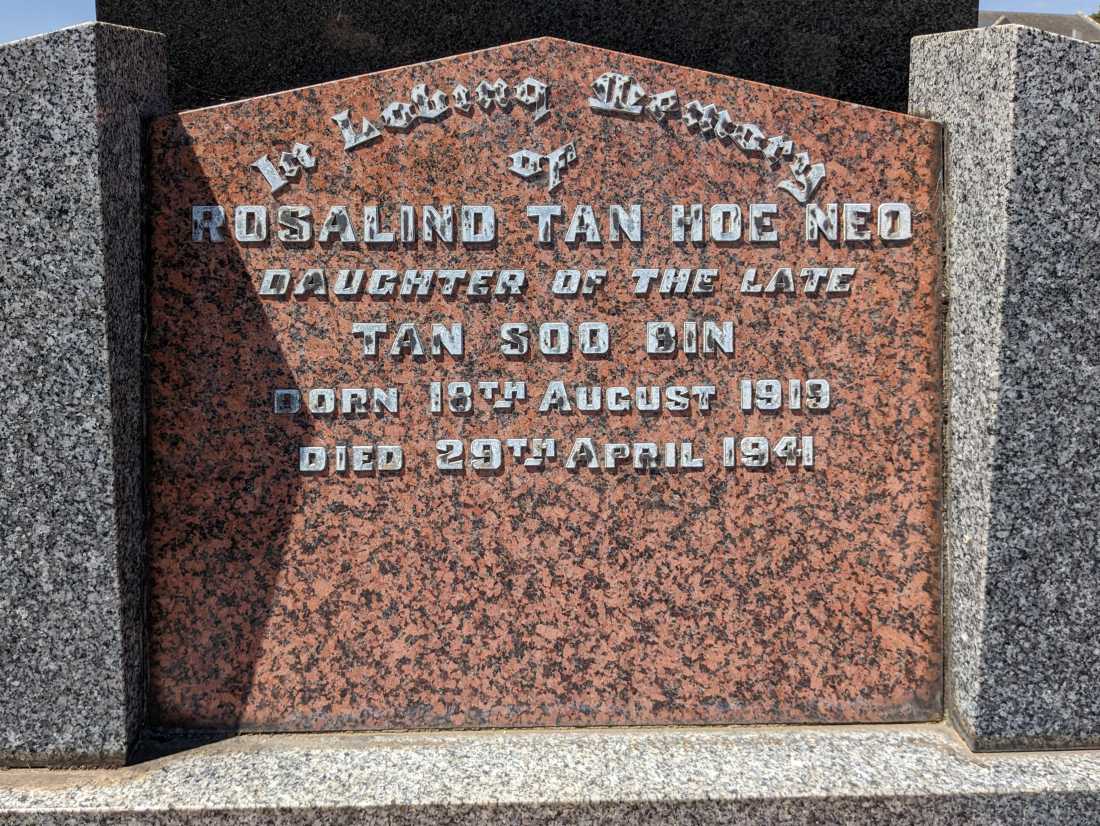 In Loving Memory
of
ROSALIND TAN HOE NEO
DAUGHTER OF THE LATE
TAN SOO BIN
BORN 18TH AUGUST 1919
DIED 29TH APRIL 1941